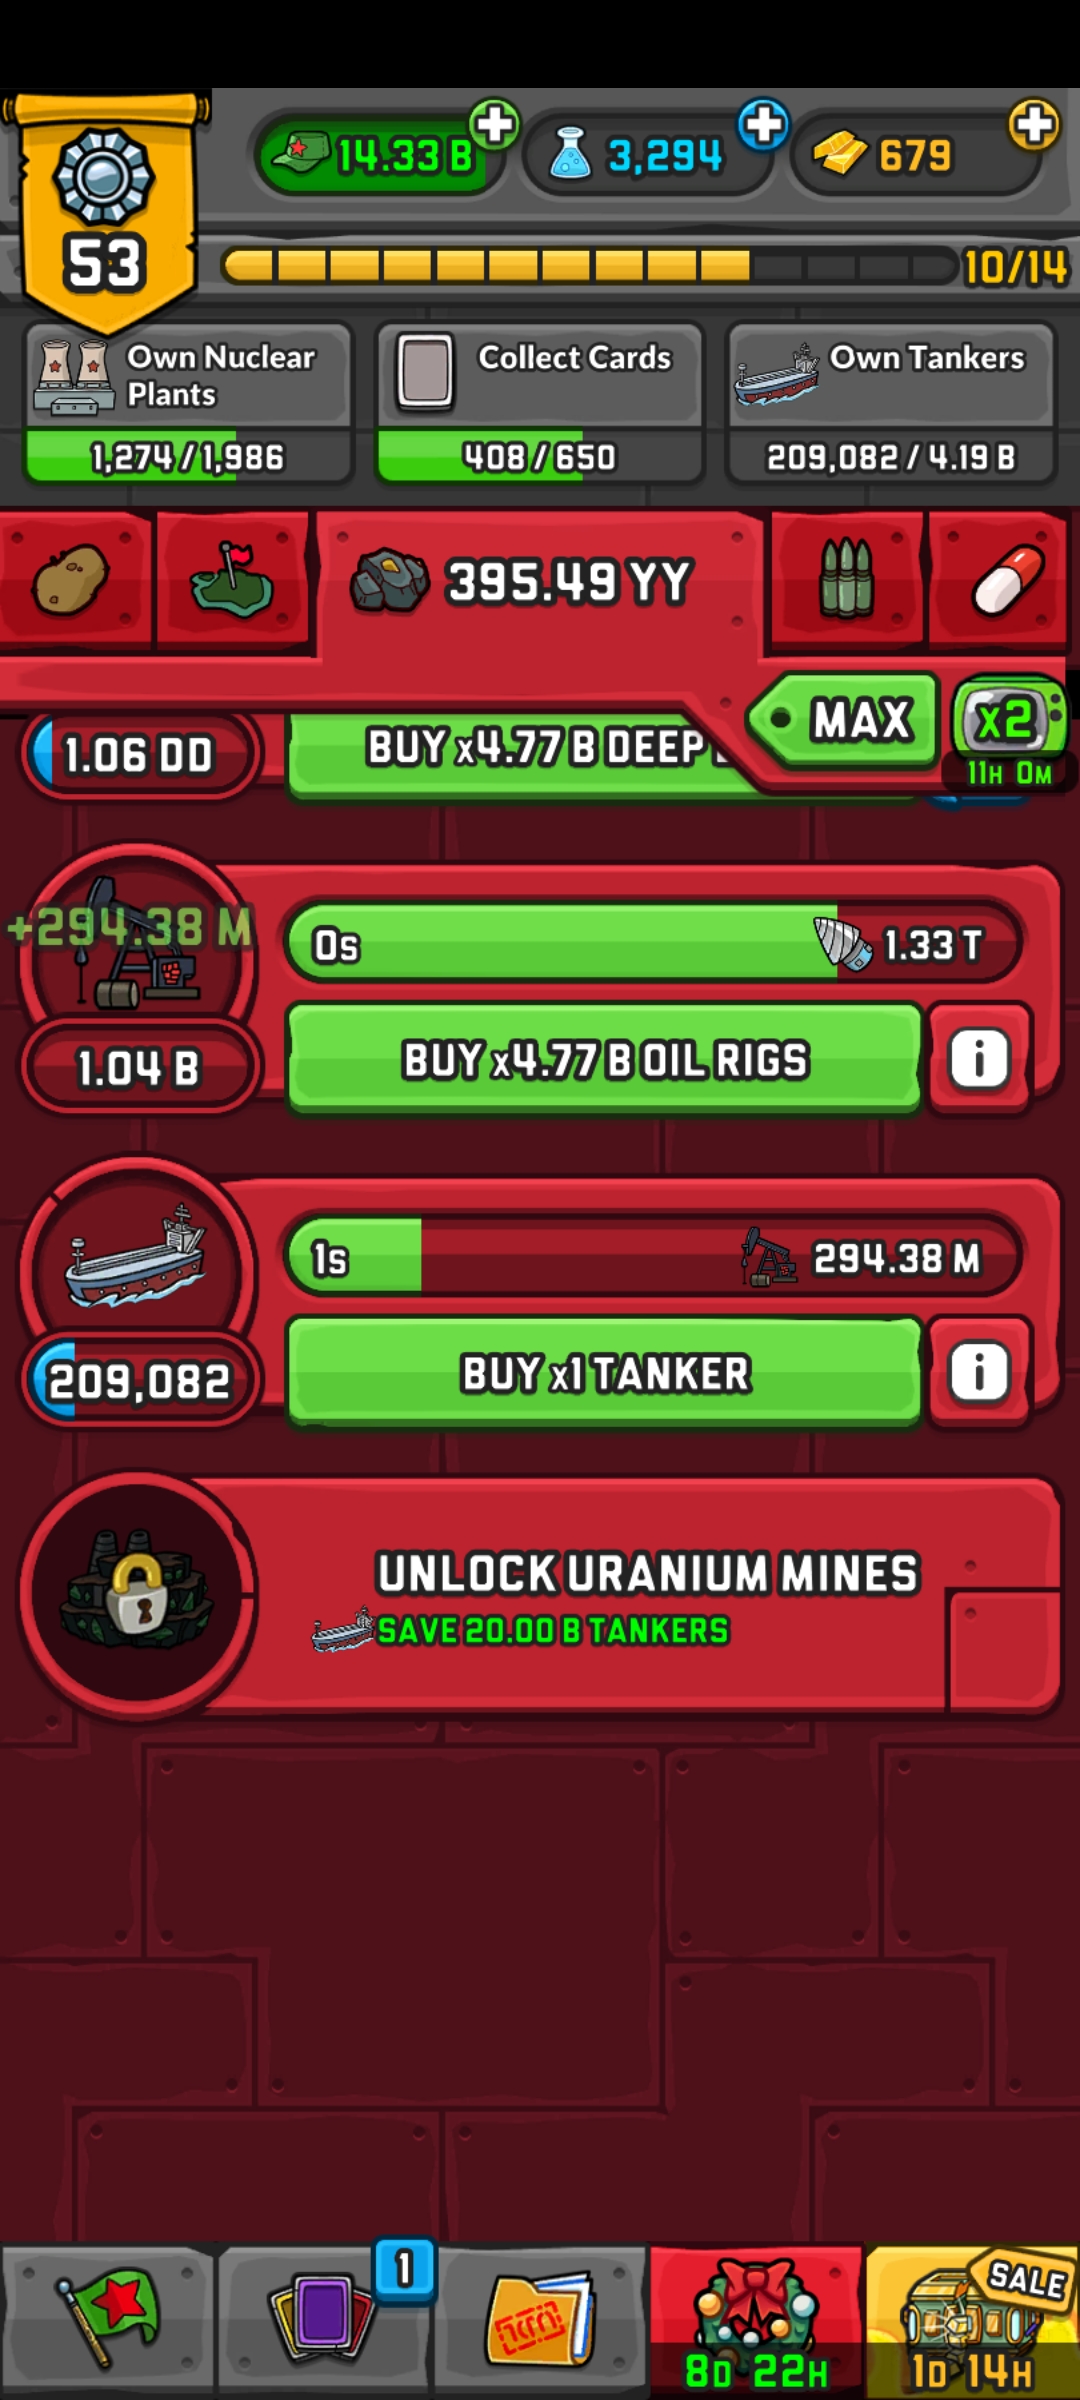 14.33 B
3,294
679
53
10/14
Own Nuclear Plants
Collect Cards
Own Tankers
1,274/1,986
408/650
209,082/4.19 B
395.49 YY
MAX
x2
11H 0M
1.06 DD
BUY x4.77 B DEEP
+294.38 M
0s
1.33 T
1.04 B
BUY x4.77 B OIL RIGS
i
1s
294.38 M
209,082
BUY x1 TANKER
i
UNLOCK URANIUM MINES
SAVE 20.00 B TANKERS
1
SALE
8D 22H
1D 14H